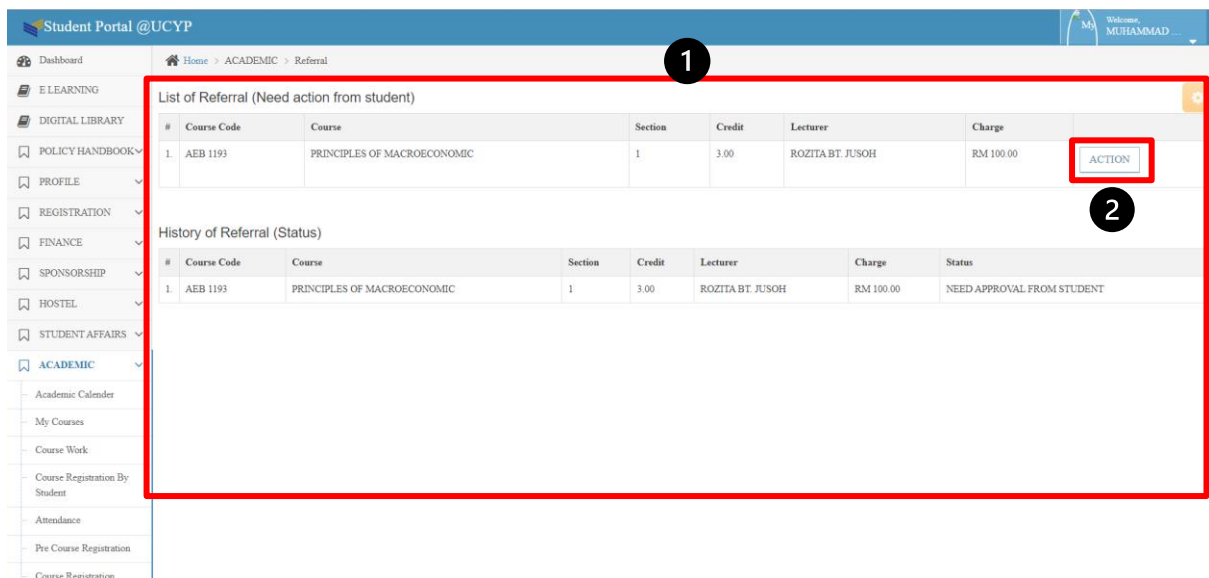 Student Portal @UCYP
My
Welcome,
MUHAMMAD ...
Dashboard
Home > ACADEMIC > Referral
1
E LEARNING
DIGITAL LIBRARY
POLICY HANDBOOK
PROFILE
REGISTRATION
FINANCE
SPONSORSHIP
HOSTEL
STUDENT AFFAIRS
ACADEMIC
Academic Calender
My Courses
Course Work
Course Registration By
Student
Attendance
Pre Course Registration
Course Registration
List of Referral (Need action from student)
# Course Code Course Section Credit Lecturer Charge
1. AEB 1193 PRINCIPLES OF MACROECONOMIC 1 3.00 ROZITA BT. JUSOH RM 100.00 ACTION
2
History of Referral (Status)
# Course Code Course Section Credit Lecturer Charge Status
1. AEB 1193 PRINCIPLES OF MACROECONOMIC 1 3.00 ROZITA BT. JUSOH RM 100.00 NEED APPROVAL FROM STUDENT